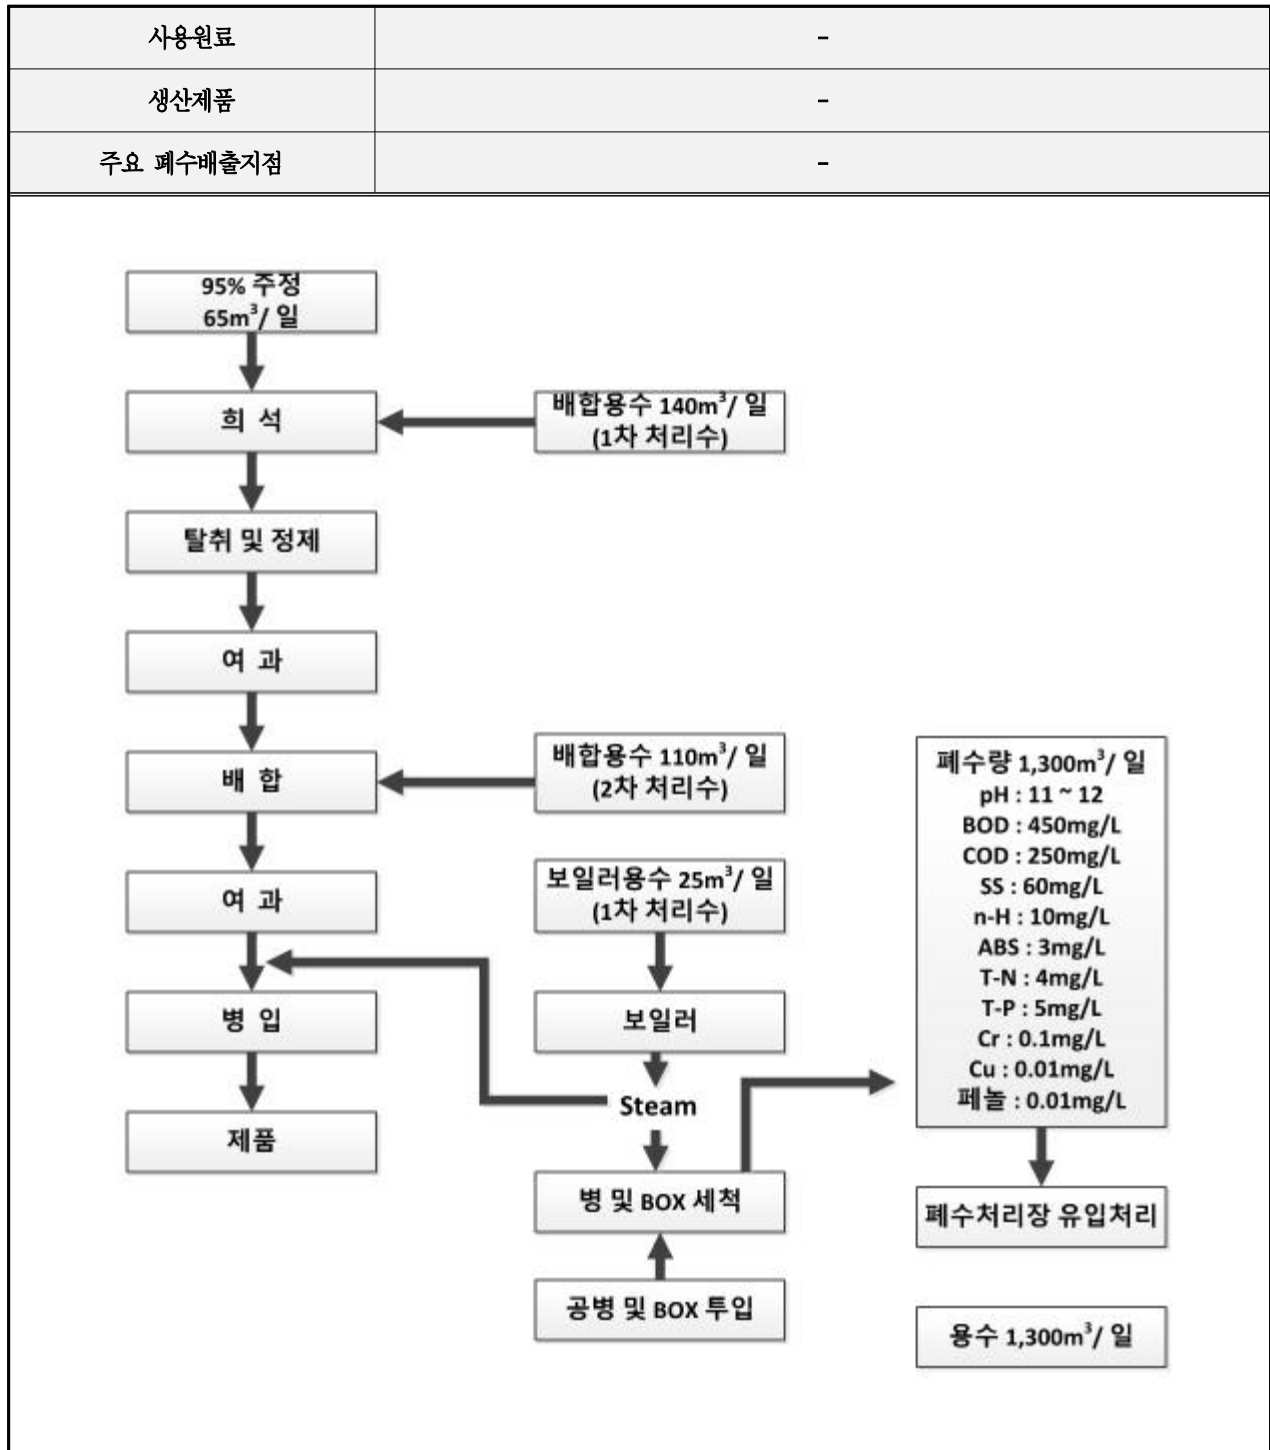 사용원료 -
생산제품 -
주요 폐수배출지점 -
95% 주정
65m³/ 일
희 석
배합용수 140m³/ 일
(1차 처리수)
탈취 및 정제
여 과
배 합
배합용수 110m³/ 일
(2차 처리수)
여 과
보일러용수 25m³/ 일
(1차 처리수)
병 입
보일러
제품
Steam
병 및 BOX 세척
공병 및 BOX 투입
폐수량 1,300m³/ 일
pH : 11 ~ 12
BOD : 450mg/L
COD : 250mg/L
SS : 60mg/L
n-H : 10mg/L
ABS : 3mg/L
T-N : 4mg/L
T-P : 5mg/L
Cr : 0.1mg/L
Cu : 0.01mg/L
페놀 : 0.01mg/L
폐수처리장 유입처리
용수 1,300m³/ 일